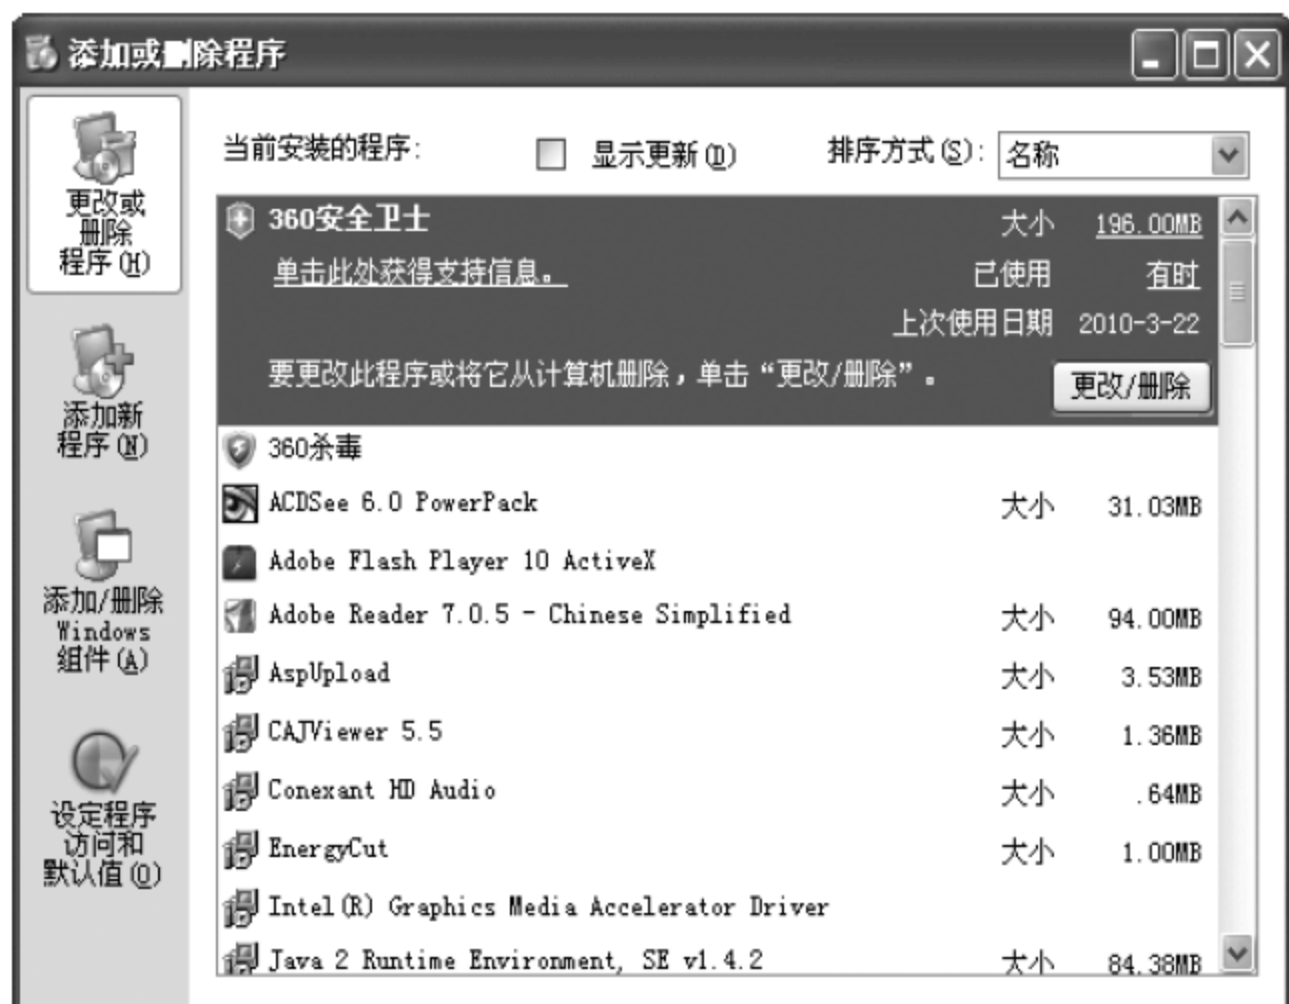 添加或删除程序
更改或
删除
程序(H)
添加新
程序(N)
添加/删除
Windows
组件(A)
设定程序
访问和
默认值(O)
当前安装的程序: 显示更新(D) 排序方式(S): 名称
360安全卫士 大小 196.00MB
单击此处获得支持信息。 已使用 有时
上次使用日期 2010-3-22
要更改此程序或将它从计算机删除，单击“更改/删除”。 更改/删除
360杀毒
ACDSee 6.0 PowerPack 大小 31.03MB
Adobe Flash Player 10 ActiveX
Adobe Reader 7.0.5 - Chinese Simplified 大小 94.00MB
AspUpload 大小 3.53MB
CAJViewer 5.5 大小 1.36MB
Conexant HD Audio 大小 .64MB
EnergyCut 大小 1.00MB
Intel(R) Graphics Media Accelerator Driver
Java 2 Runtime Environment, SE v1.4.2 大小 84.38MB